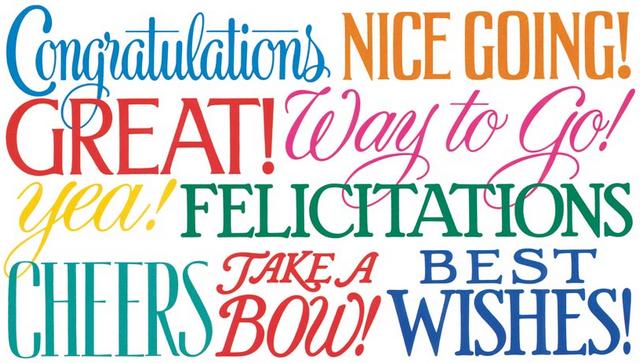 Congratulations NICE GOING!
GREAT! Way to Go!
yea! FELICITATIONS
CHEERS TAKE A BOW! BEST WISHES!